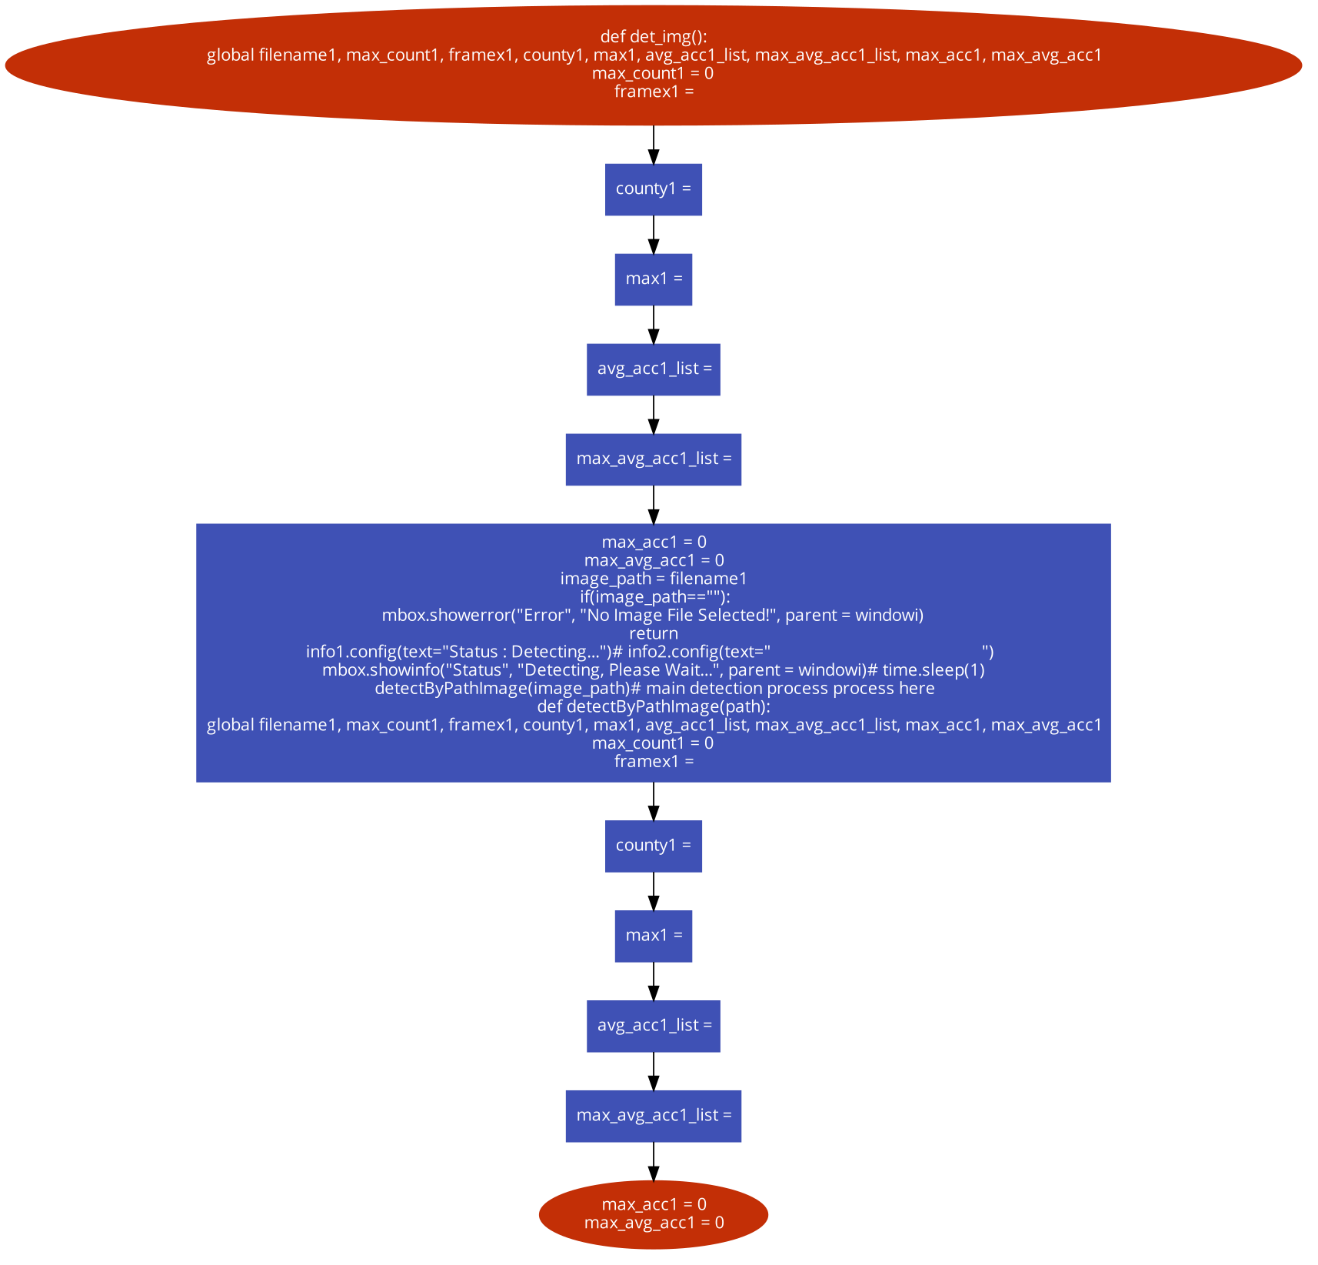 def det_img():
global filename1, max_count1, framex1, county1, max1, avg_acc1_list, max_avg_acc1_list, max_acc1, max_avg_acc1
max_count1 = 0
framex1 =
county1 =
max1 =
avg_acc1_list =
max_avg_acc1_list =
max_acc1 = 0
max_avg_acc1 = 0
image_path = filename1
if(image_path==""):
mbox.showerror("Error", "No Image File Selected!", parent = windowi)
return
info1.config(text="Status : Detecting...")# info2.config(text="                                                  ")
mbox.showinfo("Status", "Detecting, Please Wait...", parent = windowi)# time.sleep(1)
detectByPathImage(image_path)# main detection process process here
def detectByPathImage(path):
global filename1, max_count1, framex1, county1, max1, avg_acc1_list, max_avg_acc1_list, max_acc1, max_avg_acc1
max_count1 = 0
framex1 =
county1 =
max1 =
avg_acc1_list =
max_avg_acc1_list =
max_acc1 = 0
max_avg_acc1 = 0